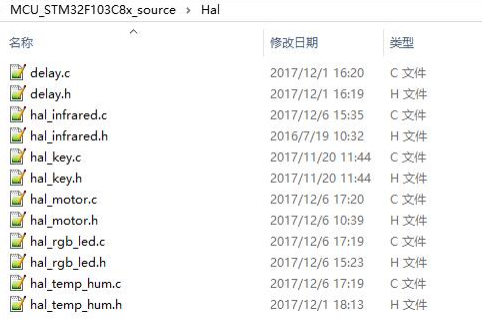 MCU_STM32F103C8x_source > Hal
名称 修改日期 类型
delay.c 2017/12/1 16:20 C 文件
delay.h 2017/12/1 16:19 H 文件
hal_infrared.c 2017/12/6 15:35 C 文件
hal_infrared.h 2016/7/19 10:32 H 文件
hal_key.c 2017/11/20 11:44 C 文件
hal_key.h 2017/11/20 11:44 H 文件
hal_motor.c 2017/12/6 17:20 C 文件
hal_motor.h 2017/12/6 10:39 H 文件
hal_rgb_led.c 2017/12/6 17:19 C 文件
hal_rgb_led.h 2017/12/6 15:23 H 文件
hal_temp_hum.c 2017/12/6 17:19 C 文件
hal_temp_hum.h 2017/12/1 18:13 H 文件